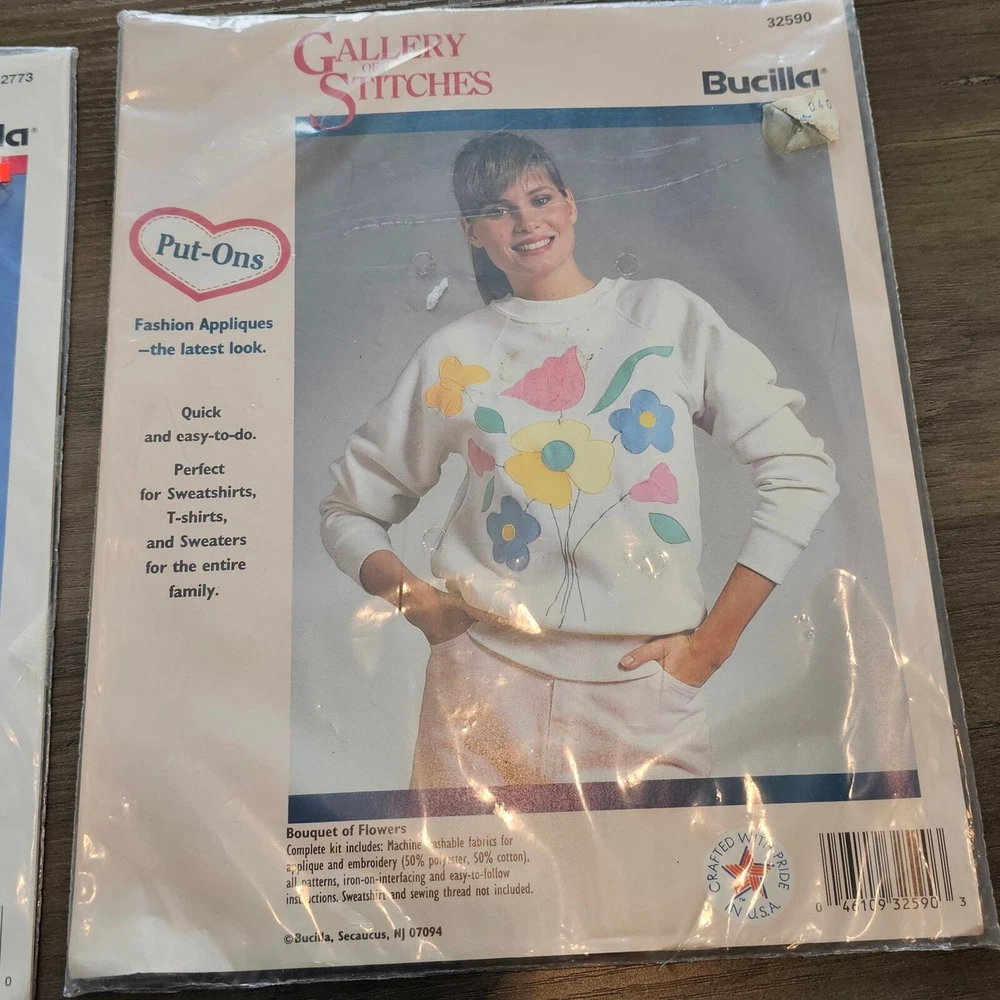 2773
la®
0
32590
GALLERY
OF
STITCHES
Bucilla®
040
Put-Ons
Fashion Appliques
—the latest look.
Quick
and easy-to-do.
Perfect
for Sweatshirts,
T-shirts,
and Sweaters
for the entire
family.
Bouquet of Flowers
Complete kit includes: Machine washable fabrics for
applique and embroidery (50% polyester, 50% cotton),
all patterns, iron-on-interfacing and easy-to-follow
instructions. Sweatshirt and sewing thread not included.
©Bucilla, Secaucus, NJ 07094
CRAFTED WITH PRIDE
IN U.S.A.
0 46109 32590 3